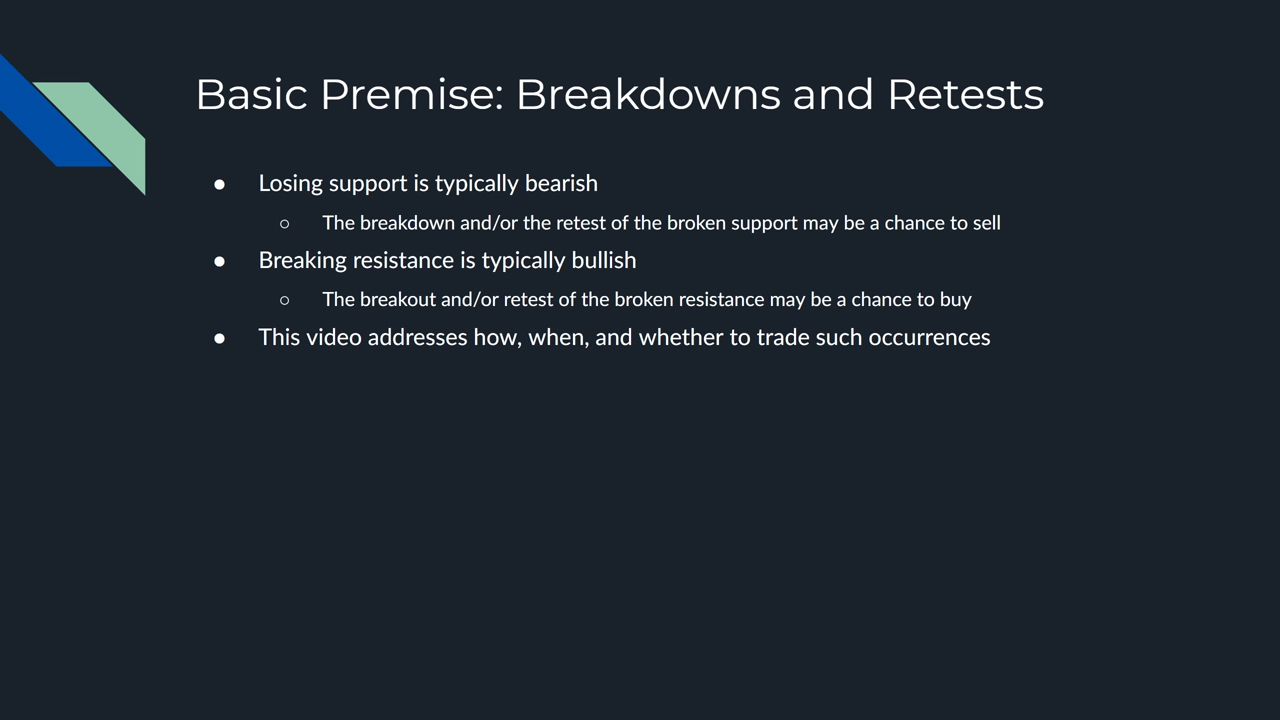 Basic Premise: Breakdowns and Retests
● Losing support is typically bearish
○ The breakdown and/or the retest of the broken support may be a chance to sell
● Breaking resistance is typically bullish
○ The breakout and/or retest of the broken resistance may be a chance to buy
● This video addresses how, when, and whether to trade such occurrences